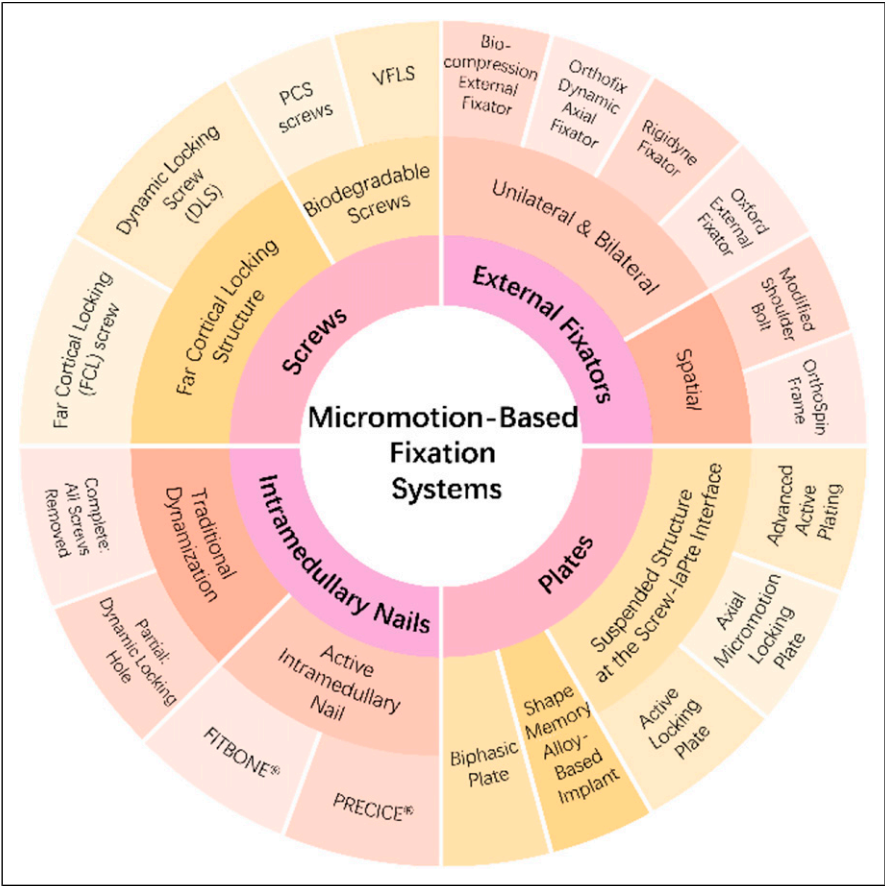 Micromotion-Based
Fixation
Systems
External Fixators
Unilateral & Bilateral
Bio-
compression
External
Fixator
Orthofix
Dynamic
Axial
Fixator
Rigidyne
Fixator
Oxford
External
Fixator
Spatial
Modified
Shoulder
Bolt
OrthoSpin
Frame
Plates
Suspended Structure
at the Screw-laPte Interface
Advanced
Active
Plating
Axial
Micromotion
Locking
Plate
Active
Locking
Plate
Shape
Memory
Alloy-
Based
Implant
Biphasic
Plate
Intramedullary Nails
Active
Intramedullary
Nail
PRECICE®
FITBONE®
Traditional
Dynamization
Partial:
Dynamic Locking
Hole
Complete:
All Screws
Removed
Screws
Far Cortical Locking
Structure
Far Cortical Locking
(FCL) screw
Dynamic Locking
Screw
(DLS)
Biodegradable
Screws
PCS
screws
VFLS